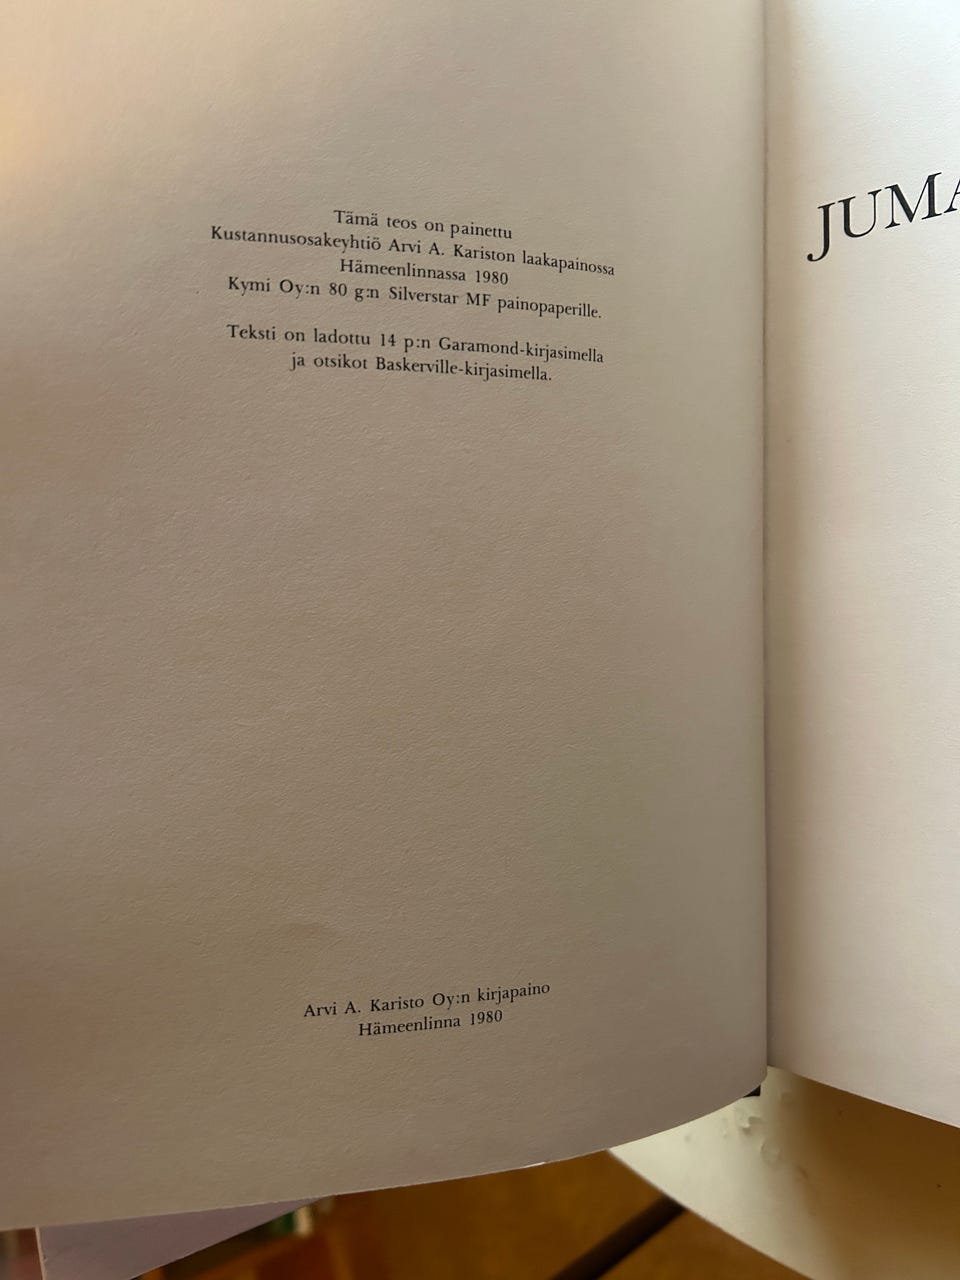 Tämä teos on painettu
Kustannusosakeyhtiö Arvi A. Kariston laakapainossa
Hämeenlinnassa 1980
Kymi Oy:n 80 g:n Silverstar MF painopaperille.
Teksti on ladottu 14 p:n Garamond-kirjasimella
ja otsikot Baskerville-kirjasimella.
Arvi A. Karisto Oy:n kirjapaino
Hämeenlinna 1980
JUMA